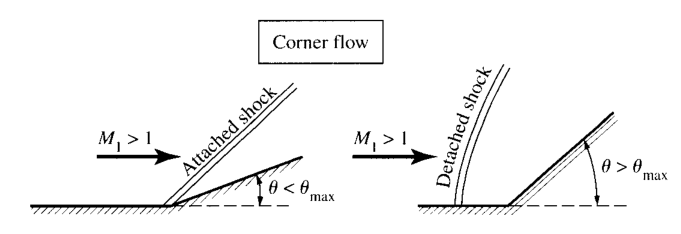 Corner flow
M₁ > 1
Attached shock
θ < θmax
M₁ > 1
Detached shock
θ > θmax